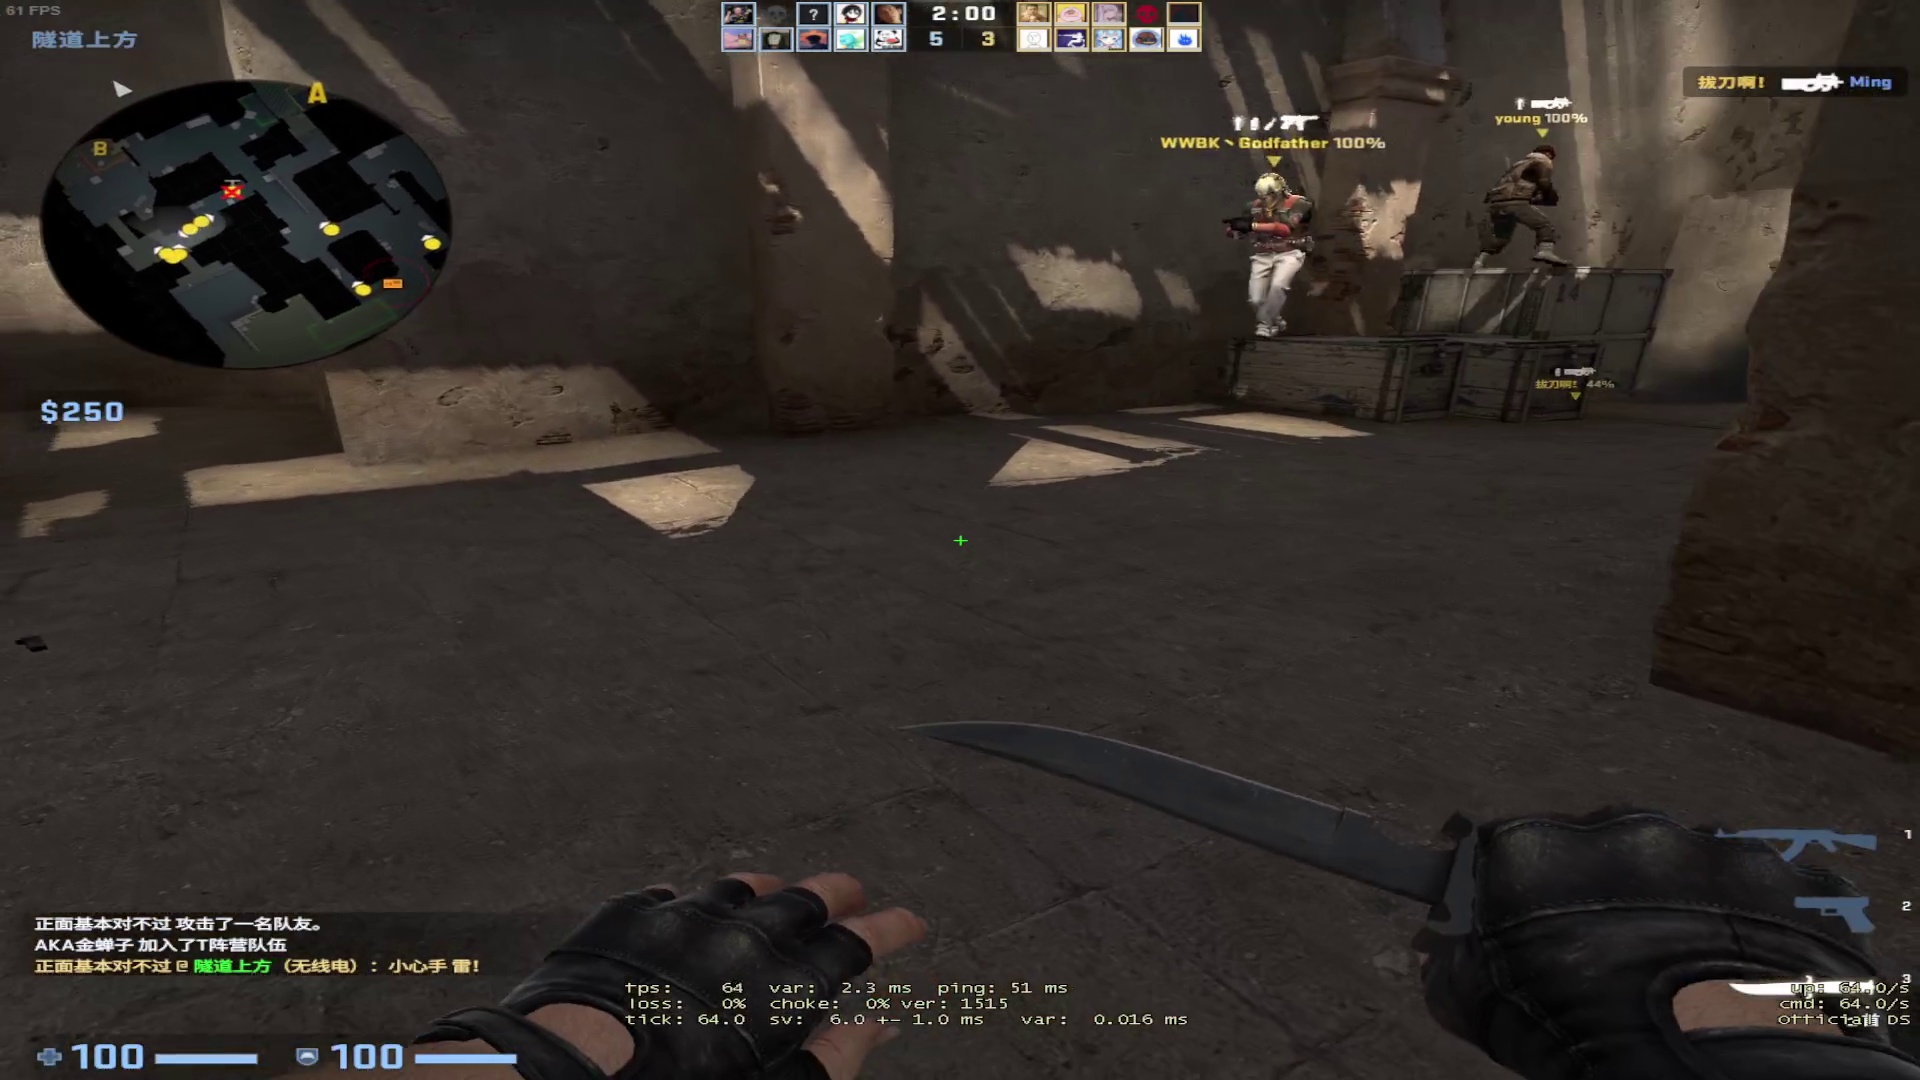 61 FPS
隧道上方
2:00
5 3
?
A
B
拔刀啊! Ming
young 100%
WWBK丶Godfather 100%
14
拔刀啊! 44%
$250
1
2
3
正面基本对不过 攻击了一名队友。
AKA金蝉子 加入了T阵营队伍
正面基本对不过 @ 隧道上方 (无线电) : 小心手 雷!
fps: 64 var: 2.3 ms ping: 51 ms
loss: 0% choke: 0% ver: 1515
tick: 64.0 sv: 6.0 +- 1.0 ms var: 0.016 ms
up: 64.0/s
cmd: 64.0/s
DS
100 100